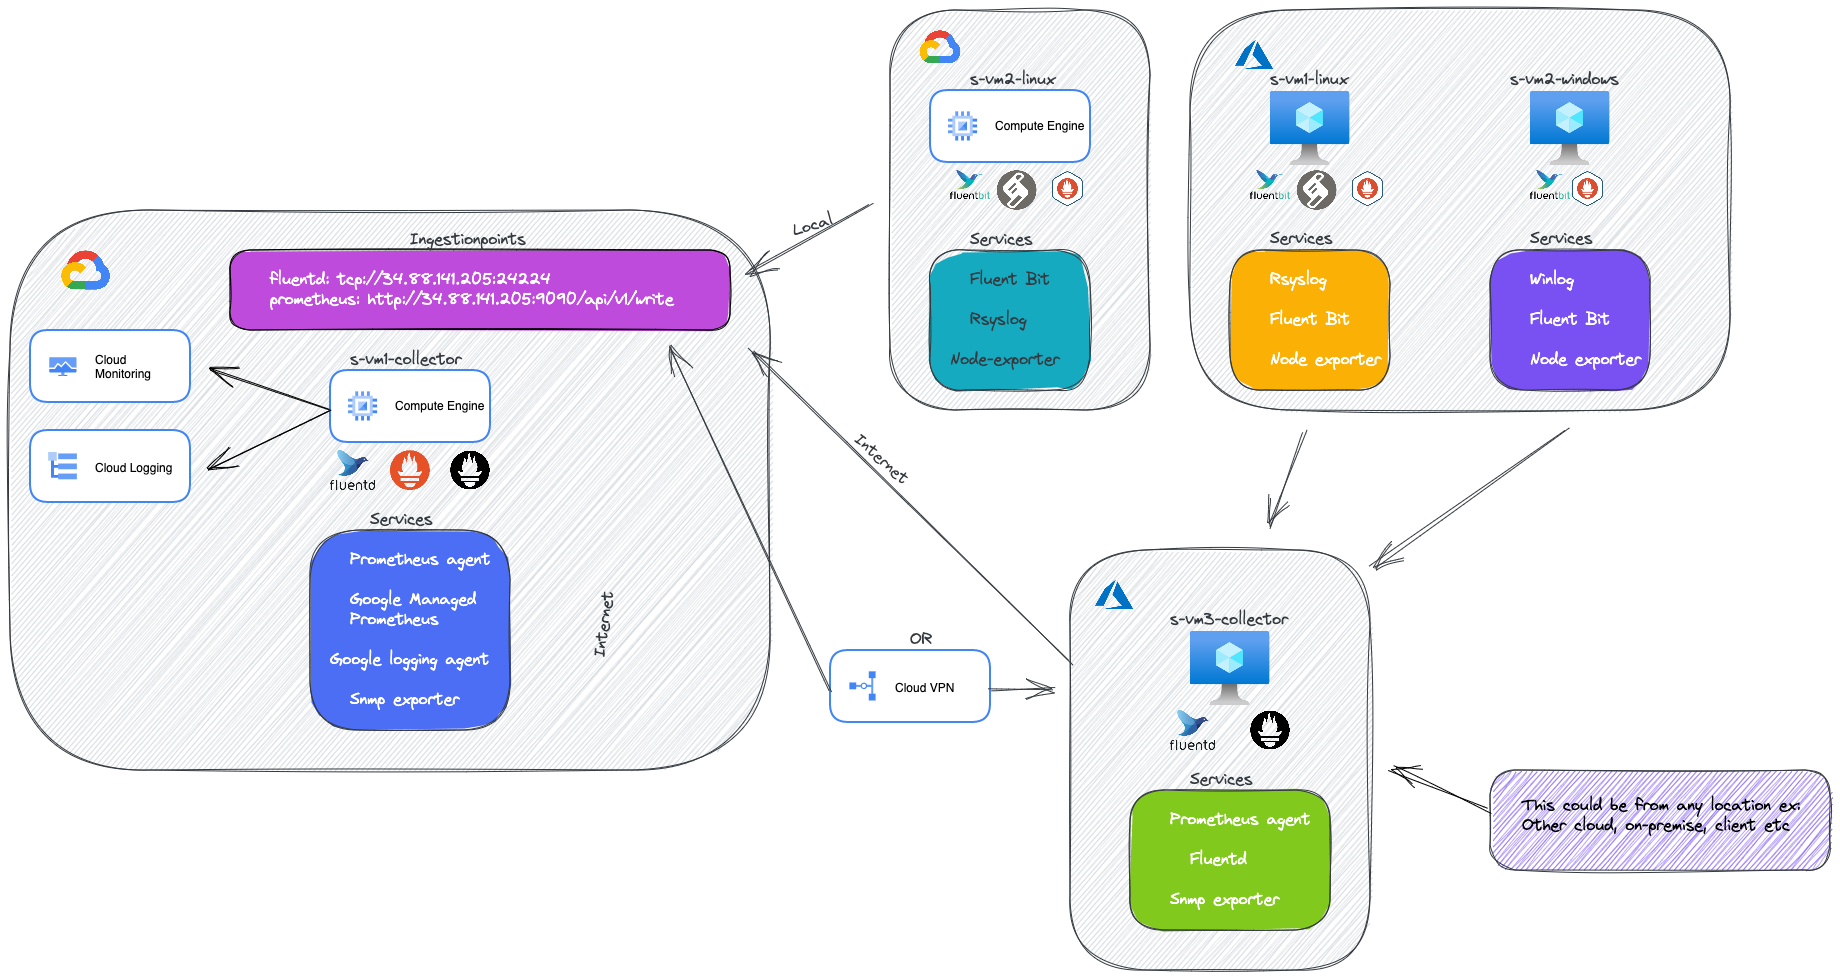 s-vm2-linux
Compute Engine
fluentbit
Services
Fluent Bit
Rsyslog
Node-exporter
s-vm1-linux
fluentbit
Services
Rsyslog
Fluent Bit
Node exporter
s-vm2-windows
fluentbit
Services
Winlog
Fluent Bit
Node exporter
Local
Ingestionpoints
fluentd: tcp://34.88.141.205:24224
prometheus: http://34.88.141.205:9090/api/v1/write
Cloud
Monitoring
Cloud Logging
s-vm1-collector
Compute Engine
fluentd
Services
Prometheus agent
Google Managed
Prometheus
Google logging agent
Snmp exporter
Internet
Internet
OR
Cloud VPN
s-vm3-collector
fluentd
Services
Prometheus agent
Fluentd
Snmp exporter
This could be from any location ex:
Other cloud, on-premise, client etc